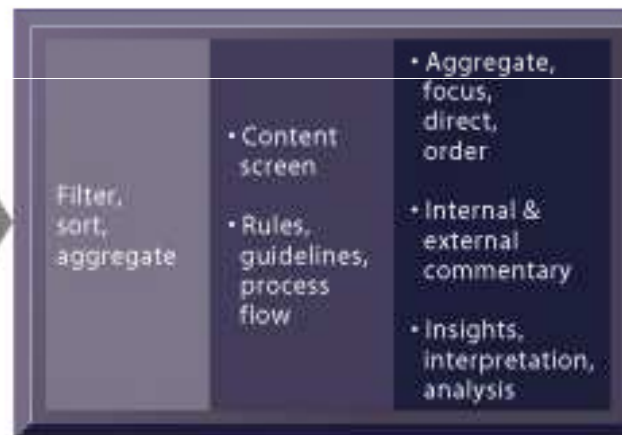 Filter,
sort,
aggregate
• Content
screen
• Rules,
guidelines,
process
flow
• Aggregate,
focus,
direct,
order
• Internal &
external
commentary
• Insights,
interpretation,
analysis